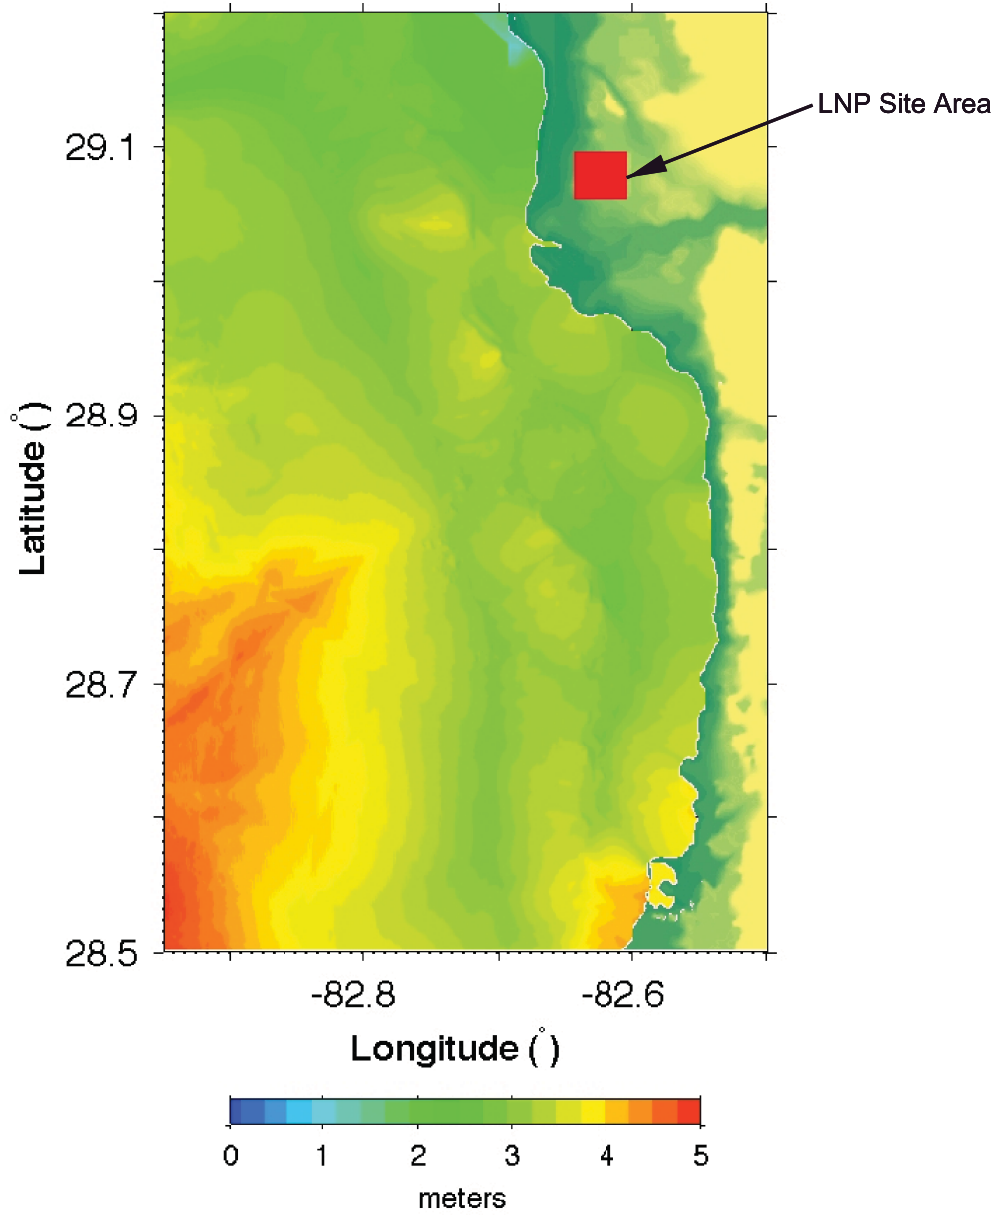 LNP Site Area
29.1
28.9
28.7
28.5
Latitude (°)
-82.8 -82.6
Longitude (°)
0 1 2 3 4 5
meters